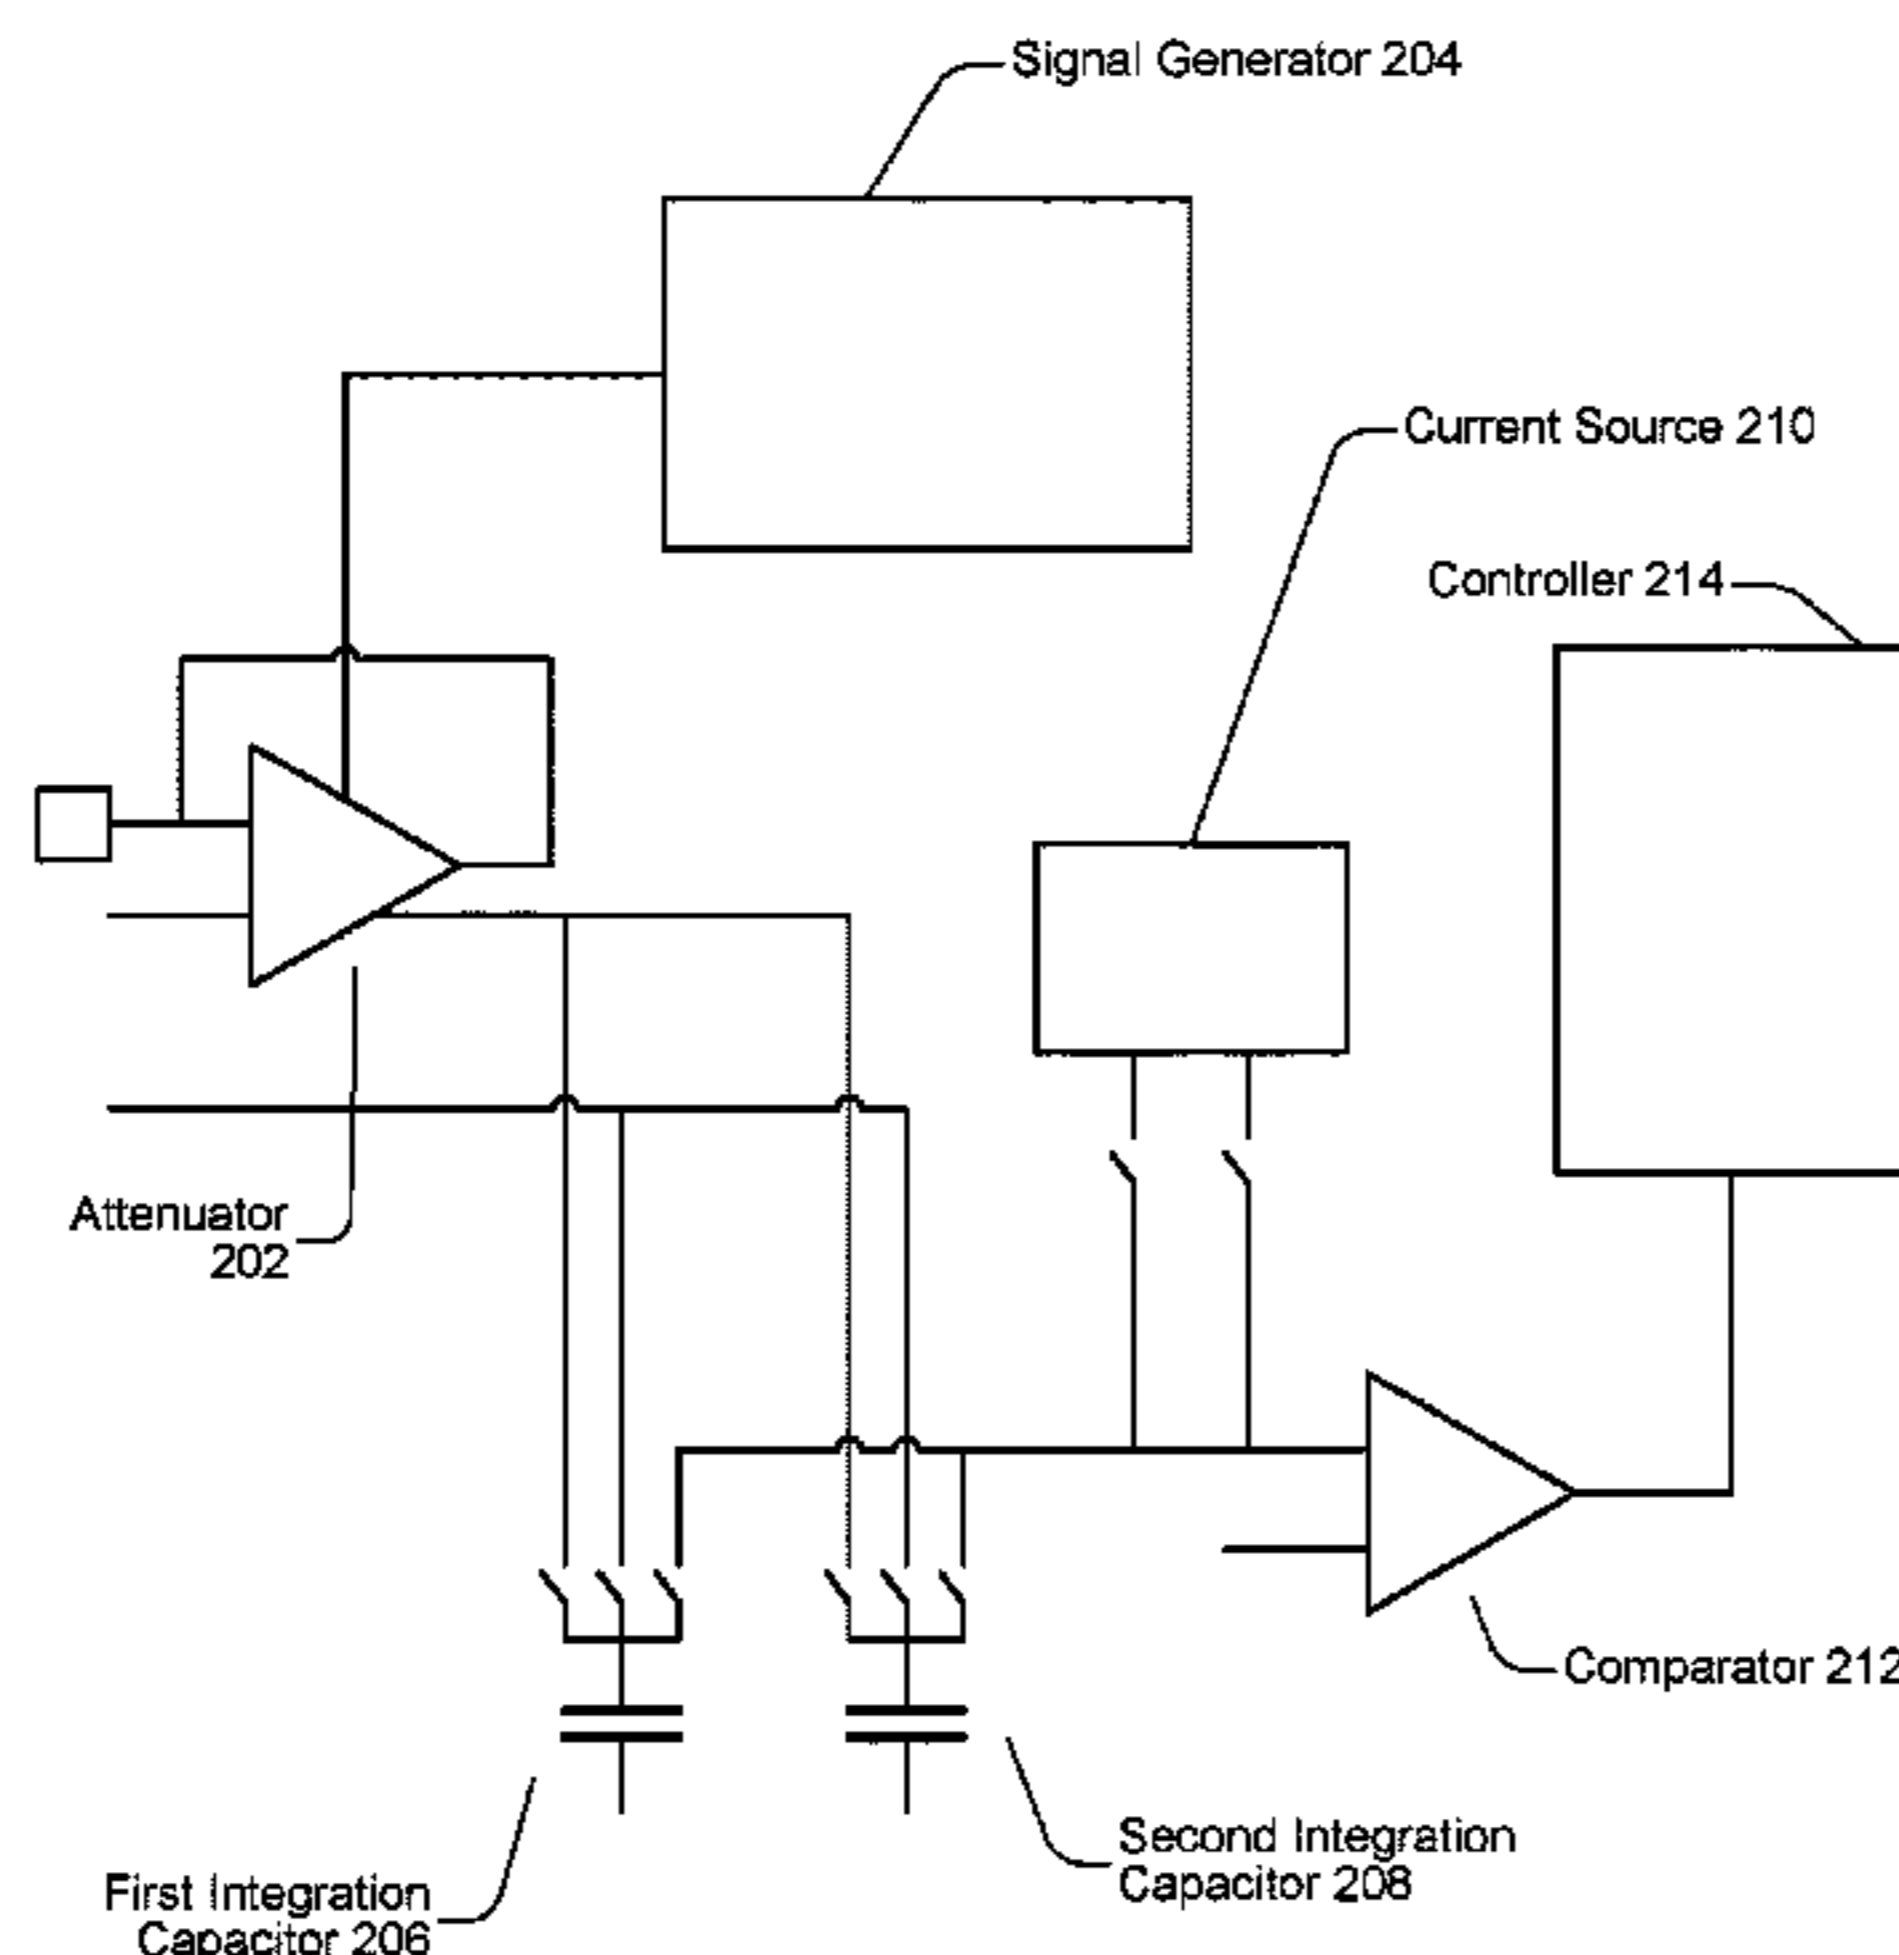 Signal Generator 204
Current Source 210
Controller 214
Attenuator
202
Comparator 212
Second Integration
Capacitor 208
First Integration
Capacitor 206